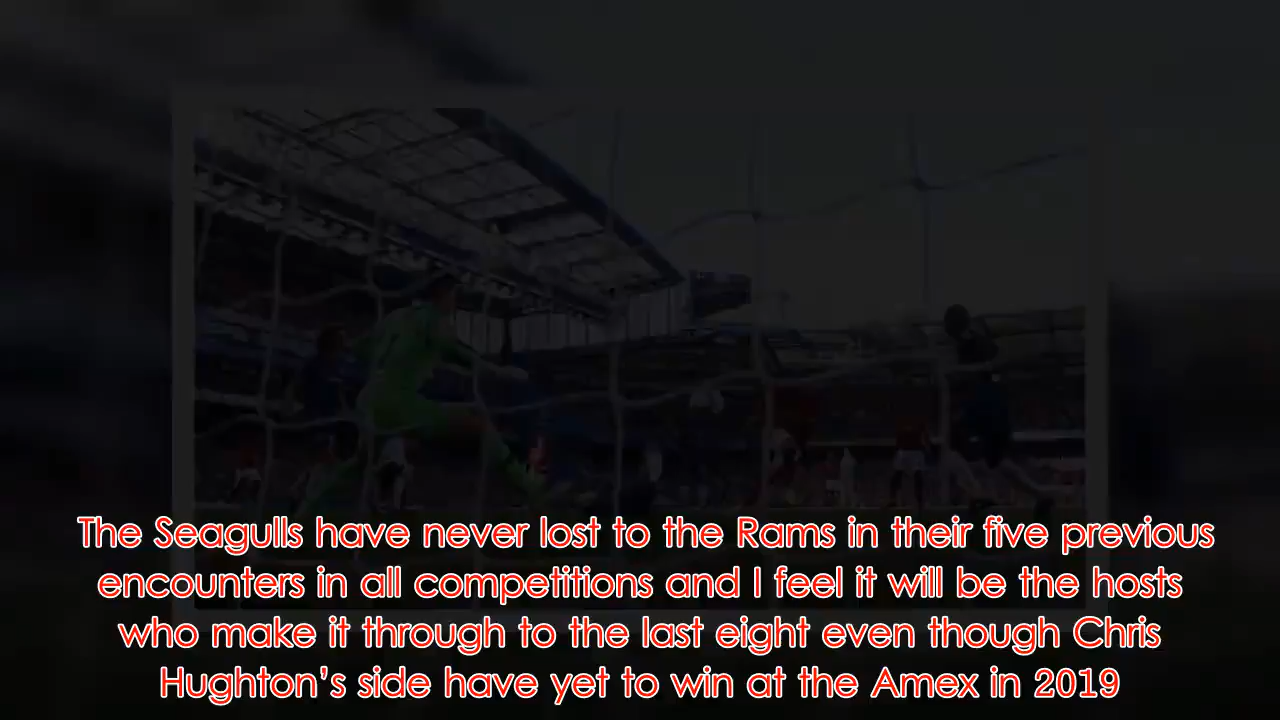 The Seagulls have never lost to the Rams in their five previous
encounters in all competitions and I feel it will be the hosts
who make it through to the last eight even though Chris
Hughton's side have yet to win at the Amex in 2019